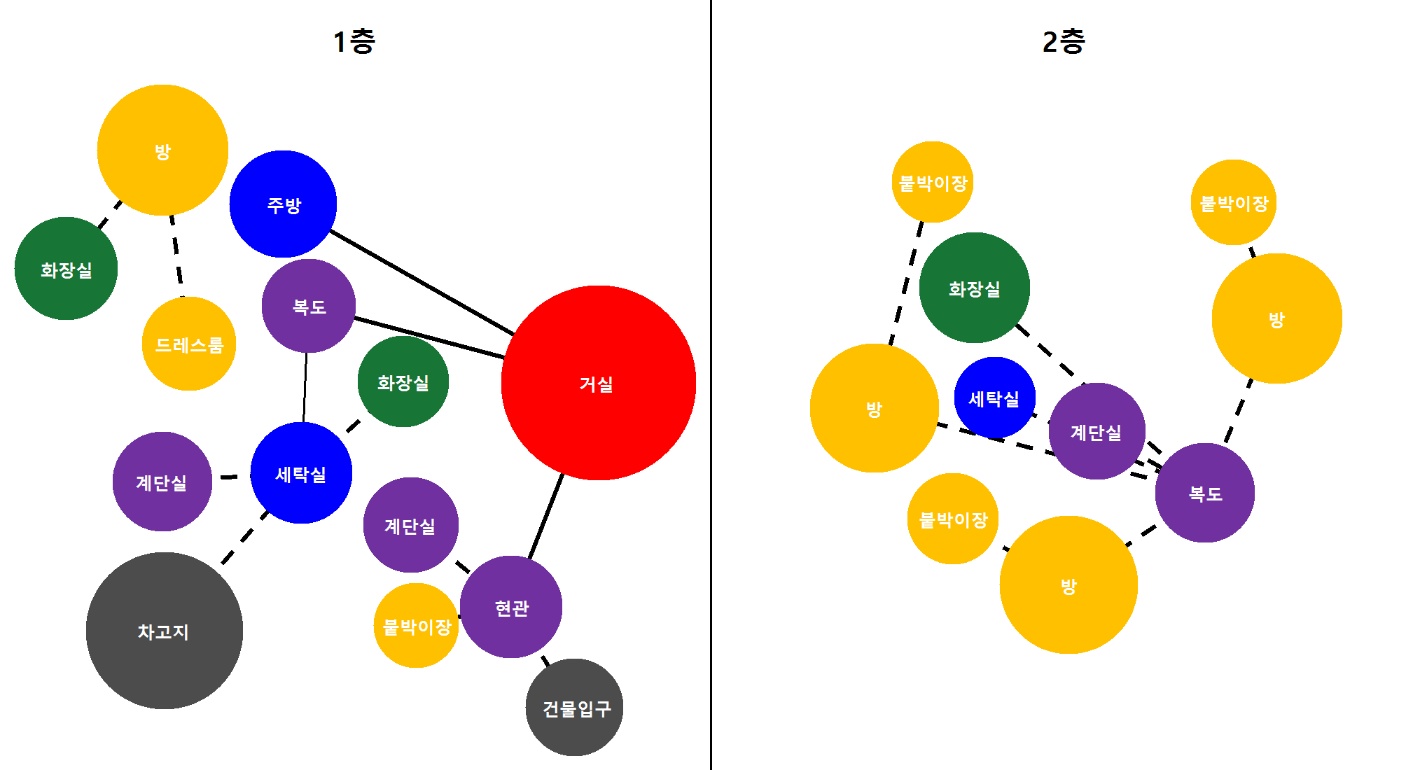 1층
방
주방
화장실
복도
드레스룸
화장실
거실
계단실
세탁실
계단실
차고지
현관
붙박이장
건물입구
2층
붙박이장
붙박이장
화장실
방
방
세탁실
계단실
복도
붙박이장
방